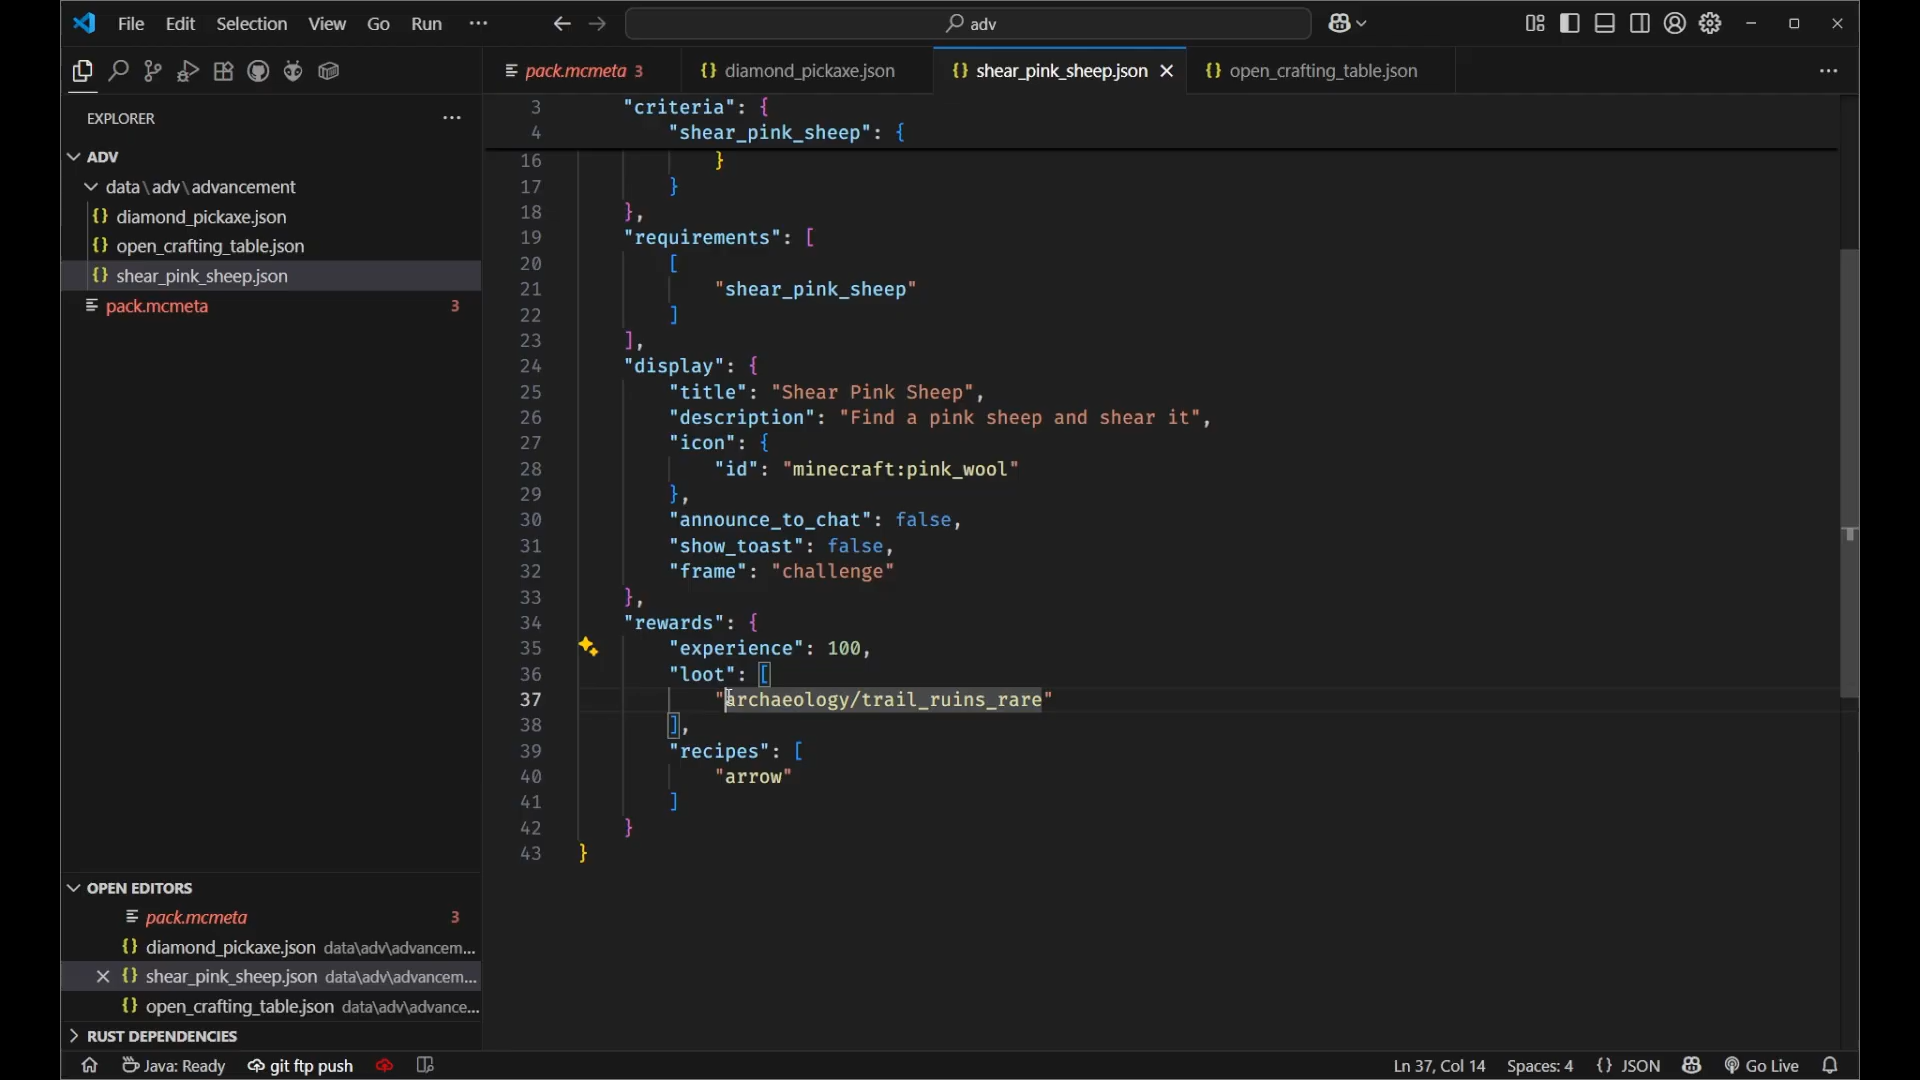 File Edit Selection View Go Run ··· adv
EXPLORER ···
ADV
data\adv\advancement
{} diamond_pickaxe.json
{} open_crafting_table.json
{} shear_pink_sheep.json
pack.mcmeta 3
OPEN EDITORS
pack.mcmeta 3
{} diamond_pickaxe.json data\adv\advancem...
{} shear_pink_sheep.json data\adv\advancem...
{} open_crafting_table.json data\adv\advance...
RUST DEPENDENCIES
pack.mcmeta 3 {} diamond_pickaxe.json {} shear_pink_sheep.json {} open_crafting_table.json ···
3 "criteria": {
4 "shear_pink_sheep": {
16 }
17 }
18 },
19 "requirements": [
20 [
21 "shear_pink_sheep"
22 ]
23 ],
24 "display": {
25 "title": "Shear Pink Sheep",
26 "description": "Find a pink sheep and shear it",
27 "icon": {
28 "id": "minecraft:pink_wool"
29 },
30 "announce_to_chat": false,
31 "show_toast": false,
32 "frame": "challenge"
33 },
34 "rewards": {
35 "experience": 100,
36 "loot": [
37 "archaeology/trail_ruins_rare"
38 ],
39 "recipes": [
40 "arrow"
41 ]
42 }
43 }
Java: Ready git ftp push Ln 37, Col 14 Spaces: 4 {} JSON Go Live